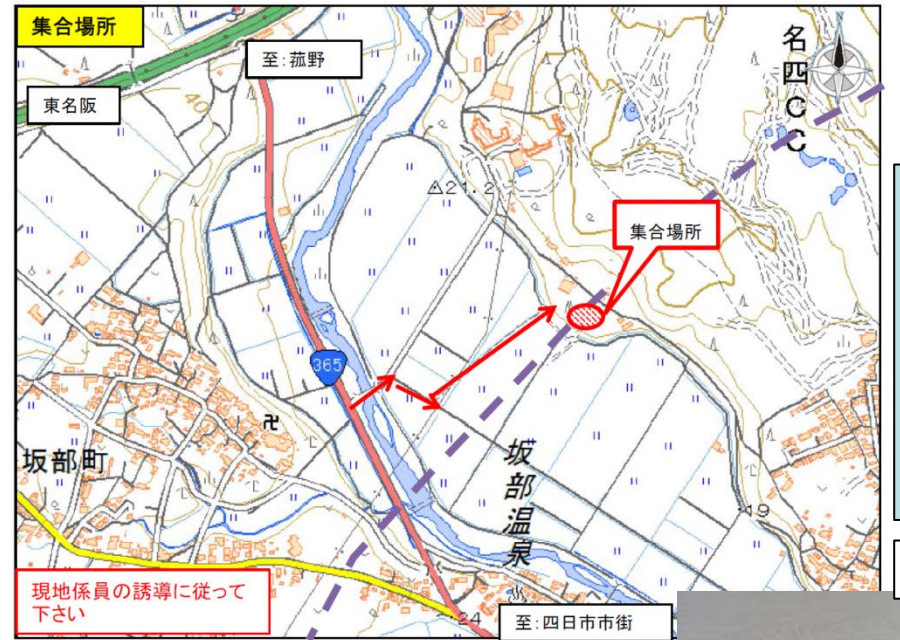 集合場所
至:菰野
東名阪
40
名四CC
21.2
集合場所
365
坂部町
坂部温泉
19
現地係員の誘導に従って
下さい
24
至:四日市市街